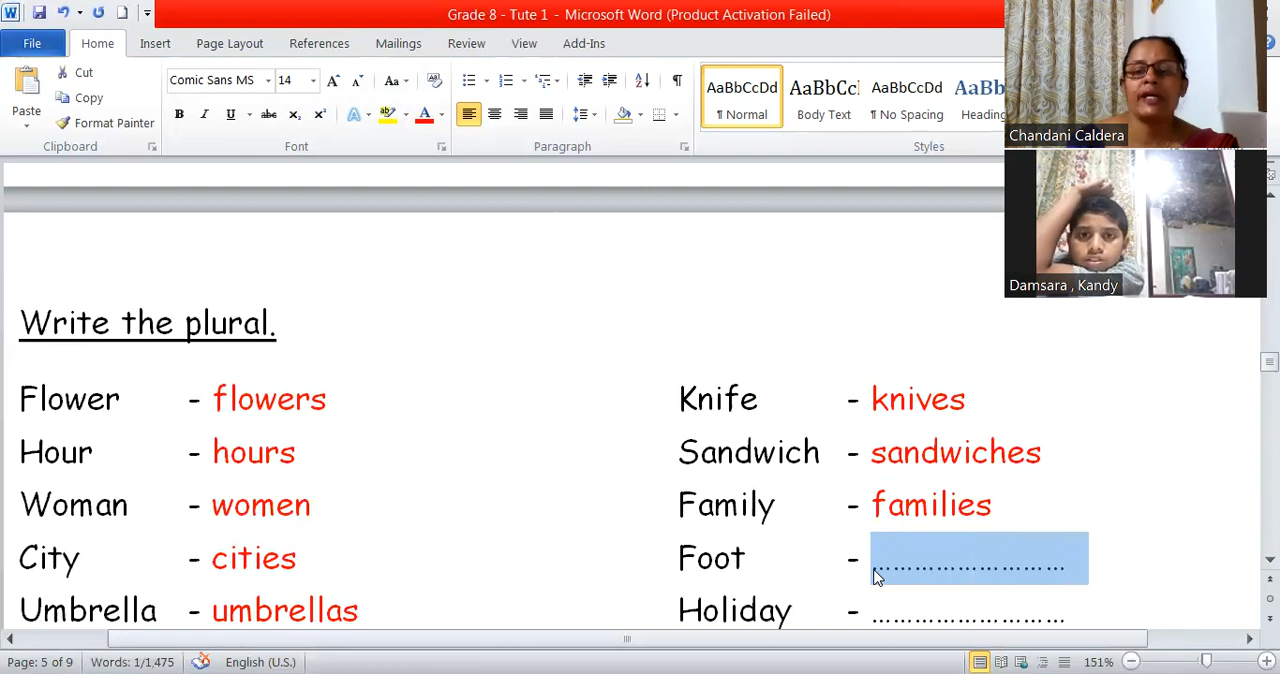 Grade 8 - Tute 1 - Microsoft Word (Product Activation Failed)
File Home Insert Page Layout References Mailings Review View Add-Ins
Paste
Cut
Copy
Format Painter
Clipboard
Comic Sans MS 14
Font
Paragraph
AaBbCcDd AaBbCcI AaBbCcDd AaBbC
¶ Normal Body Text ¶ No Spacing Heading
Styles
Chandani Caldera
Damsara , Kandy
Write the plural.
Flower - flowers
Hour - hours
Woman - women
City - cities
Umbrella - umbrellas
Knife - knives
Sandwich - sandwiches
Family - families
Foot - ...........................
Holiday - ...........................
Page: 5 of 9 Words: 1/1,475 English (U.S.) 151%